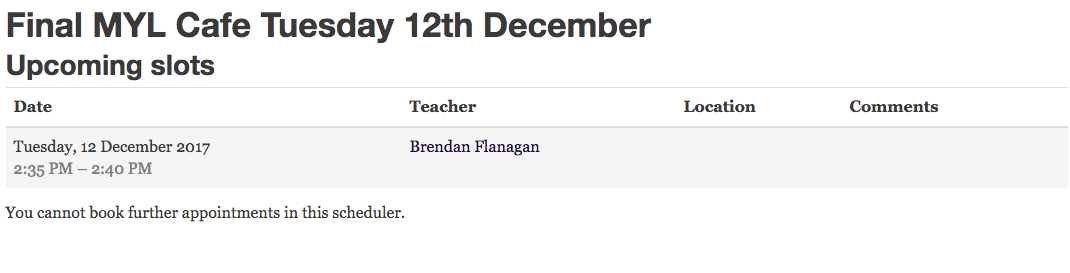 Final MYL Cafe Tuesday 12th December
Upcoming slots
Date Teacher Location Comments
Tuesday, 12 December 2017 Brendan Flanagan
2:35 PM – 2:40 PM
You cannot book further appointments in this scheduler.